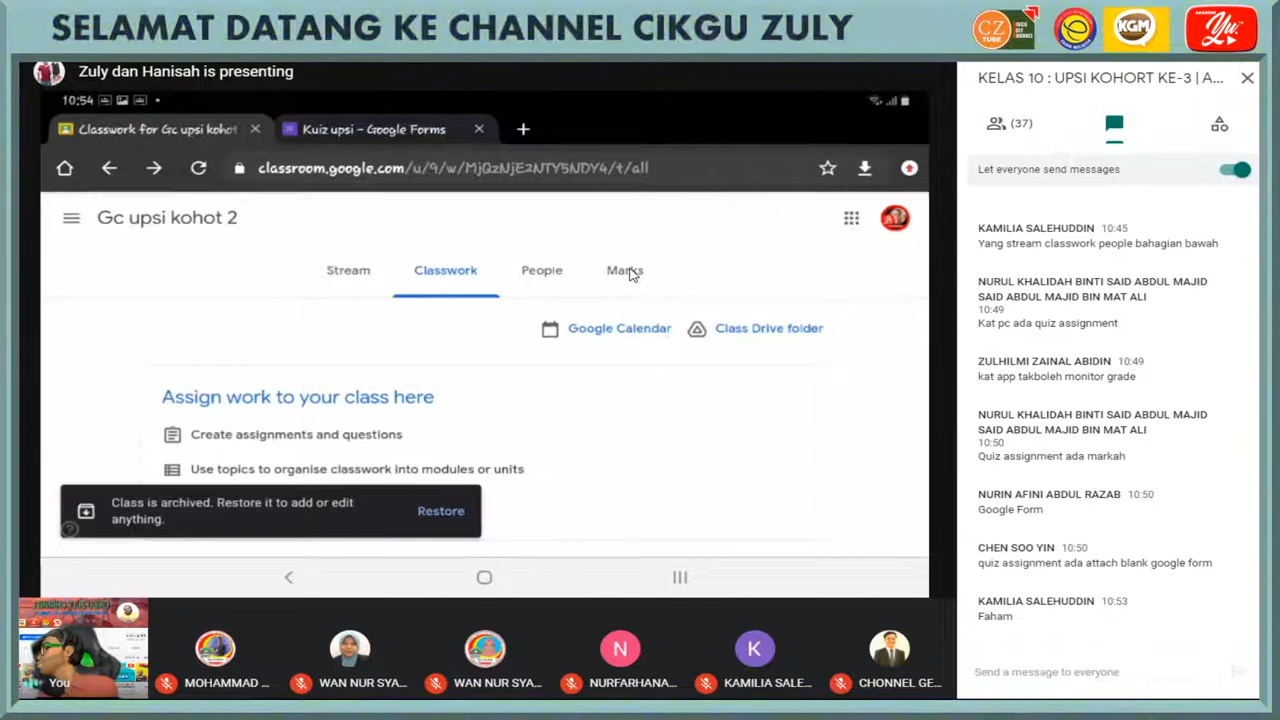 SELAMAT DATANG KE CHANNEL CIKGU ZULY
CZ
TUBE
KGM
Yu
Zuly dan Hanisah is presenting
10:54
Classwork for Gc upsi kohot
Kuiz upsi – Google Forms
classroom.google.com/u/9/w/MjQzNjE2NTY5NDY4/t/all
Gc upsi kohot 2
Stream
Classwork
People
Marks
Google Calendar
Class Drive folder
Assign work to your class here
Create assignments and questions
Use topics to organise classwork into modules or units
Class is archived. Restore it to add or edit
anything.
Restore
You
MOHAMMAD ...
WAN NUR SYA...
NURFARHANA...
KAMILIA SALE...
CHONNEL GE...
N
K
KELAS 10 : UPSI KOHORT KE-3 | A...
(37)
Let everyone send messages
KAMILIA SALEHUDDIN 10:45
Yang stream classwork people bahagian bawah
NURUL KHALIDAH BINTI SAID ABDUL MAJID
SAID ABDUL MAJID BIN MAT ALI
10:49
Kat pc ada quiz assignment
ZULHILMI ZAINAL ABIDIN 10:49
kat app takboleh monitor grade
NURUL KHALIDAH BINTI SAID ABDUL MAJID
SAID ABDUL MAJID BIN MAT ALI
10:50
Quiz assignment ada markah
NURIN AFINI ABDUL RAZAB 10:50
Google Form
CHEN SOO YIN 10:50
quiz assignment ada attach blank google form
KAMILIA SALEHUDDIN 10:53
Faham
Send a message to everyone